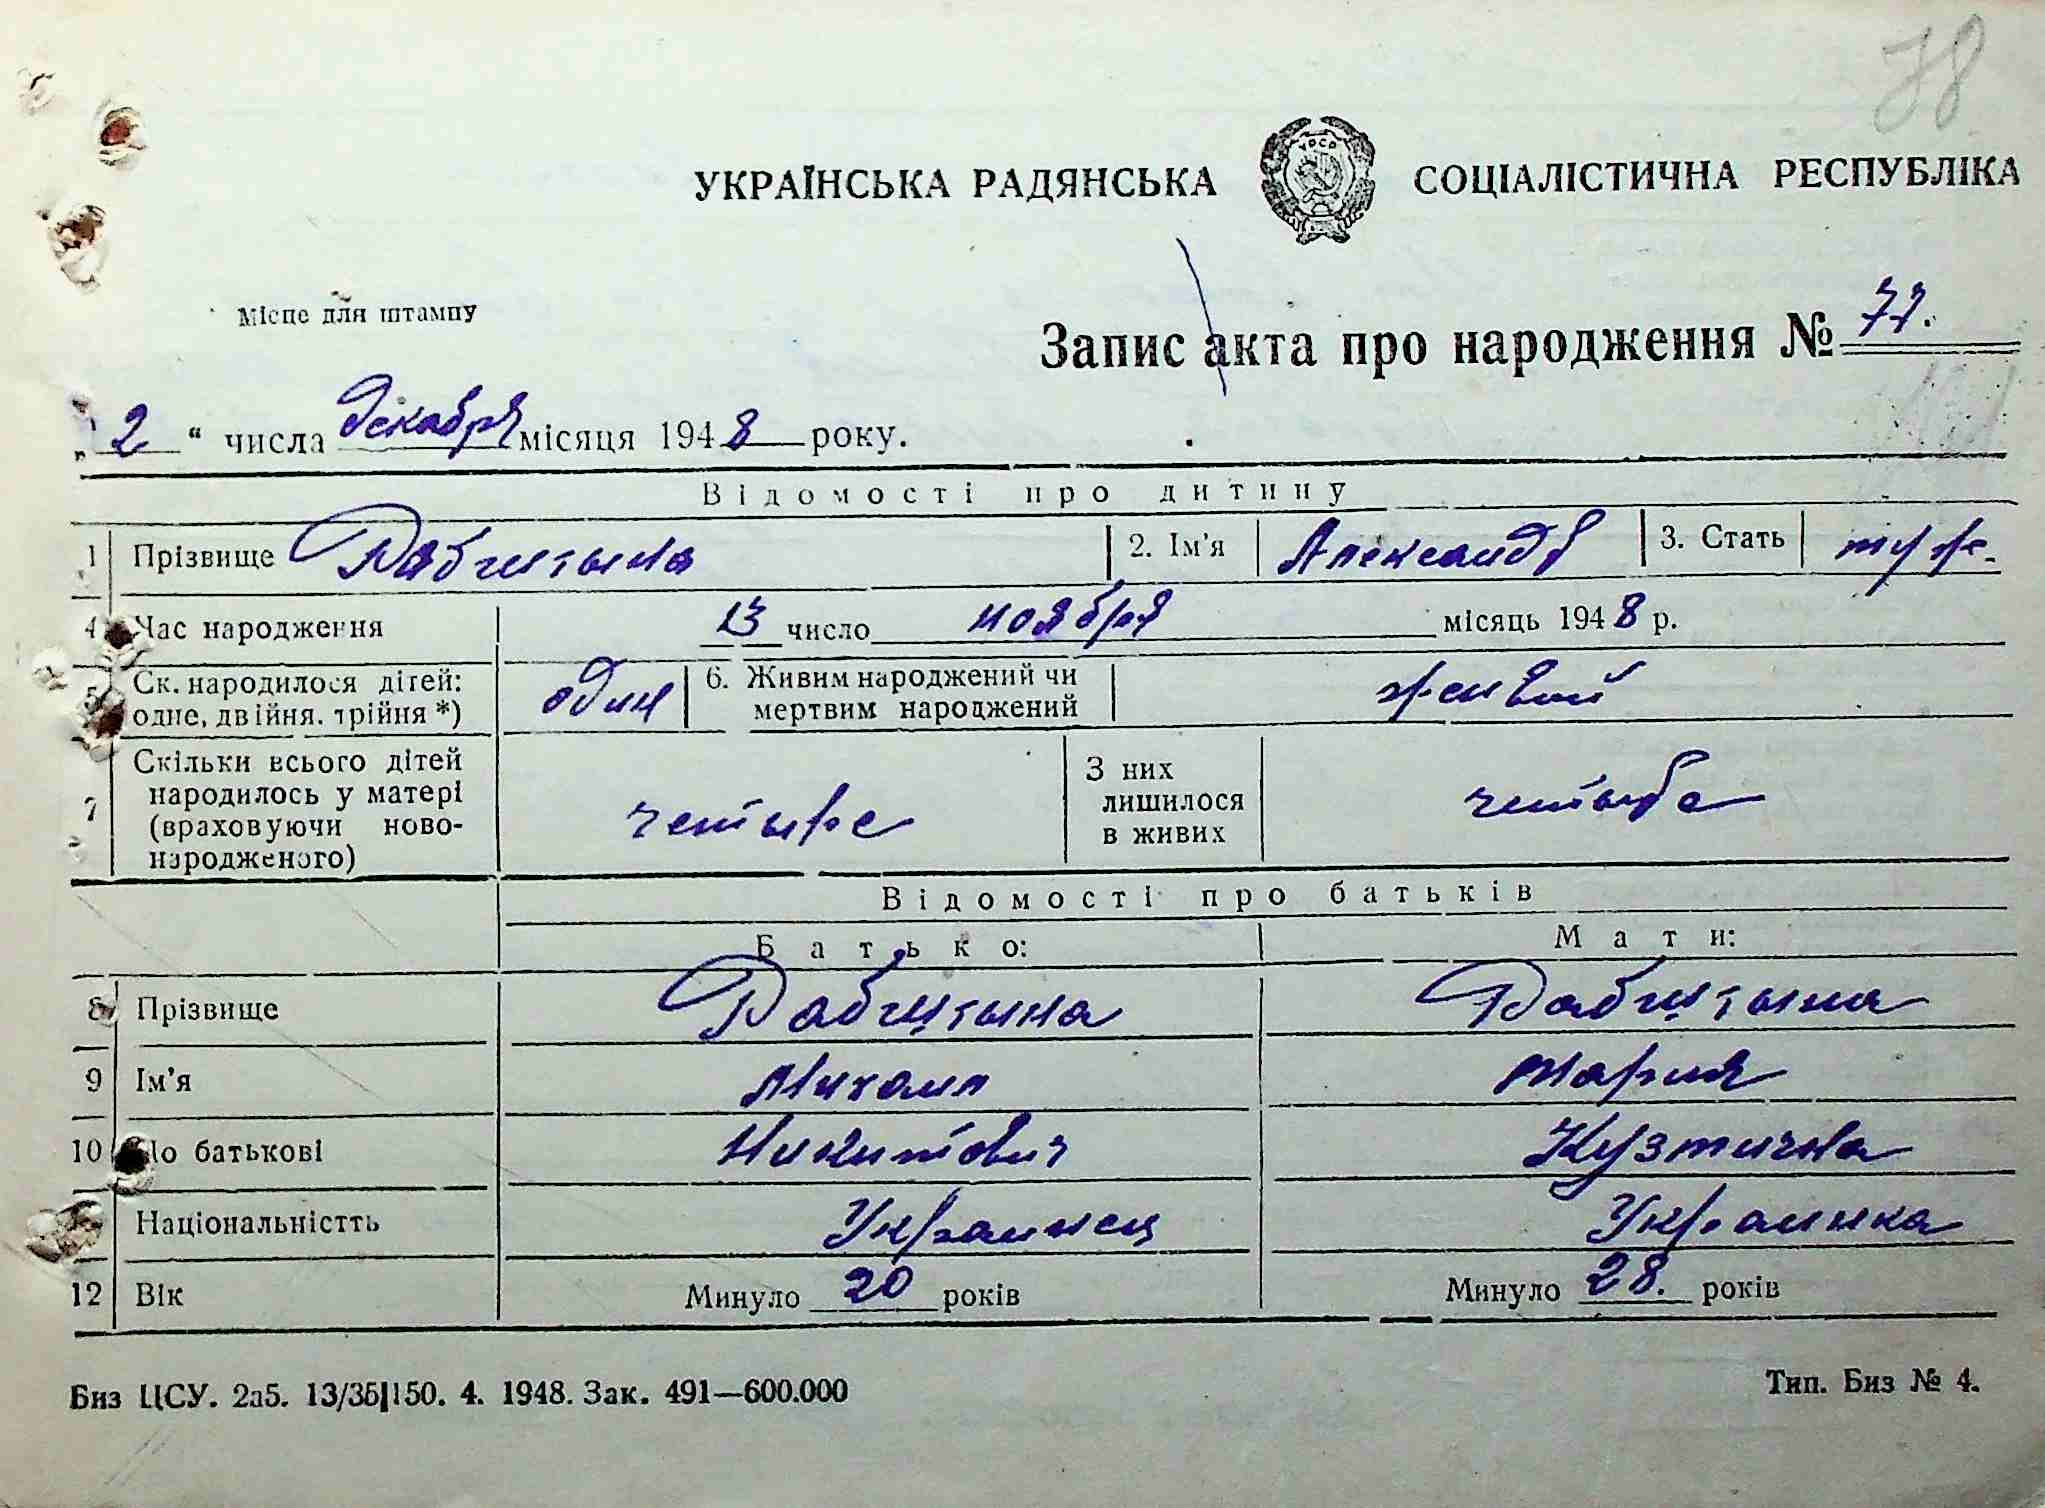 78
УКРАЇНСЬКА РАДЯНСЬКА СОЦІАЛІСТИЧНА РЕСПУБЛІКА
УРСР
Місце для штампу
Запис акта про народження № 77.
„ 2 “ числа декабря місяця 1948 року.
Відомості про дитину
1 Прізвище 2. Ім'я Александр 3. Стать муж.
4 Час народження 13 число ноября місяць 1948 р.
5 Ск. народилося дітей: один 6. Живим народжений чи живой
одне, двійня, трійня *) мертвим народжений
Скільки всього дітей З них
7 народилось у матері четыре лишилося четыре
(враховуючи ново- в живих
народженого)
Відомості про батьків
Батько: Мати:
8 Прізвище
9 Ім'я Михаил Мария
10 По батькові Никитович Кузмична
Національністть Украинец Украинка
12 Вік Минуло 20 років Минуло 28. років
Биз ЦСУ. 2а5. 13/35|150. 4. 1948. Зак. 491—600.000 Тип. Биз № 4.